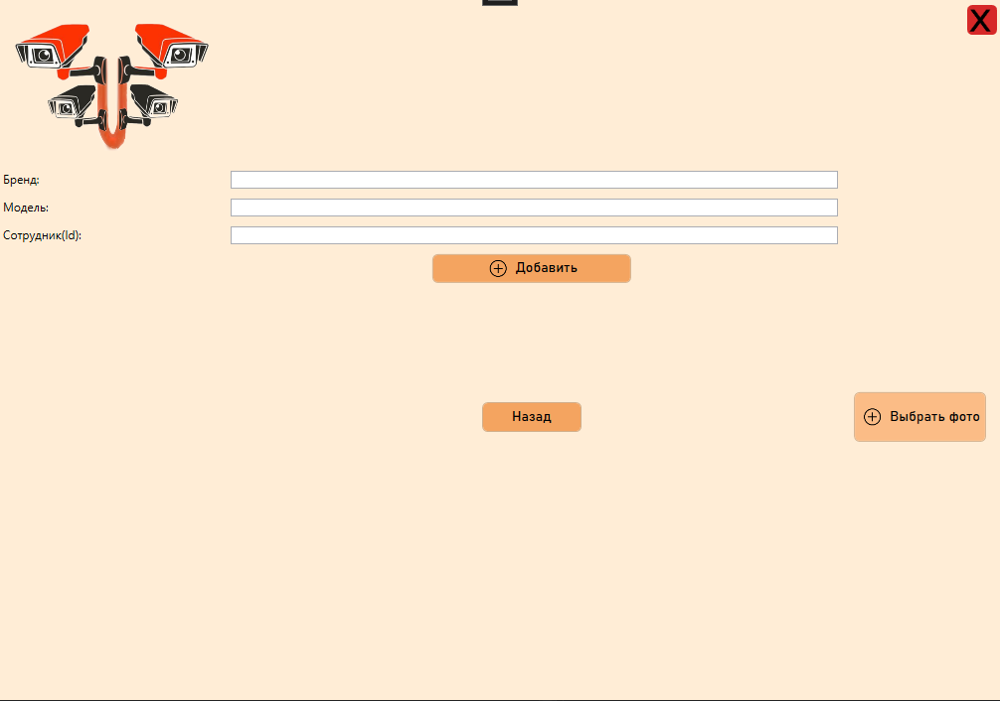 X
Бренд:
Модель:
Сотрудник(Id):
Добавить
Назад
Выбрать фото